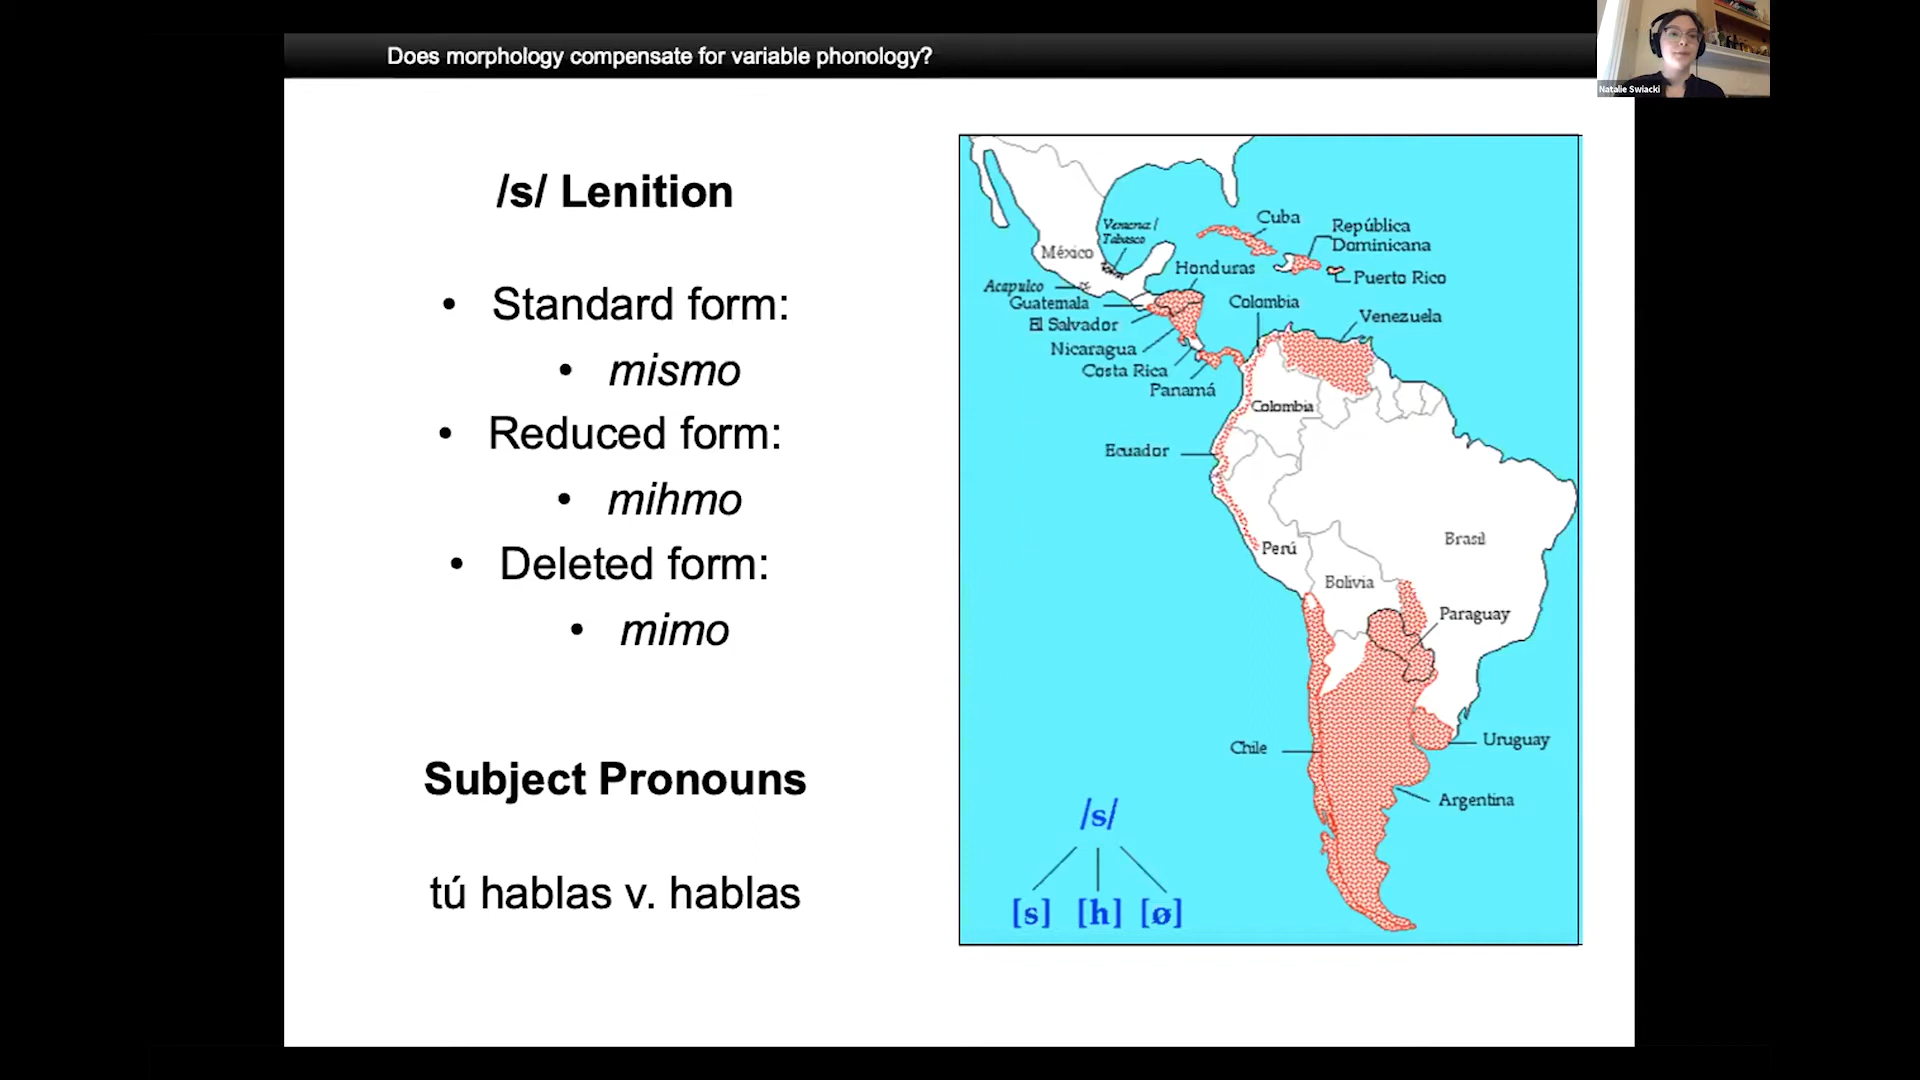 Does morphology compensate for variable phonology?
Natalie Swiacki
/s/ Lenition
• Standard form:
• mismo
• Reduced form:
• mihmo
• Deleted form:
• mimo
Subject Pronouns
tú hablas v. hablas
Cuba
República
Dominicana
Veracruz /
Tabasco
México
Honduras
Puerto Rico
Acapulco
Guatemala
Colombia
El Salvador
Venezuela
Nicaragua
Costa Rica
Panamá
Colombia
Ecuador
Brasil
Perú
Bolivia
Paraguay
Uruguay
Chile
Argentina
/s/
[s] [h] [ø]